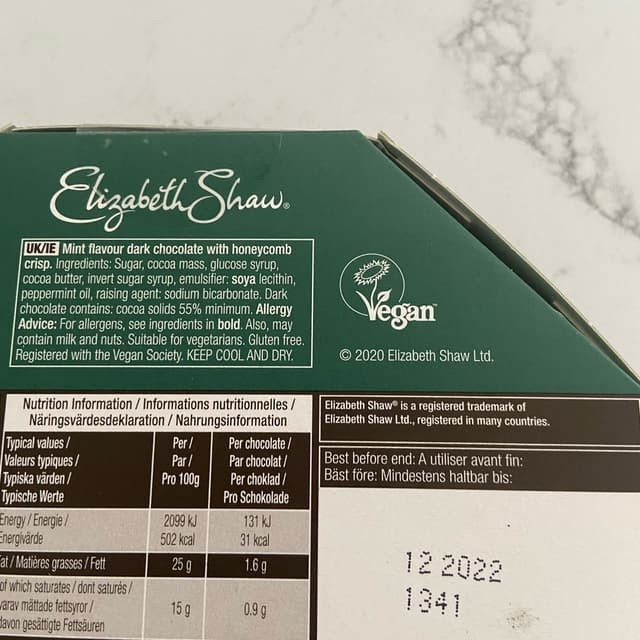 Elizabeth Shaw®
UK/IE Mint flavour dark chocolate with honeycomb
crisp. Ingredients: Sugar, cocoa mass, glucose syrup,
cocoa butter, invert sugar syrup, emulsifier: soya lecithin,
peppermint oil, raising agent: sodium bicarbonate. Dark
chocolate contains: cocoa solids 55% minimum. Allergy
Advice: For allergens, see ingredients in bold. Also, may
contain milk and nuts. Suitable for vegetarians. Gluten free.
Registered with the Vegan Society. KEEP COOL AND DRY.
Vegan
© 2020 Elizabeth Shaw Ltd.
Nutrition Information / Informations nutritionnelles /
Näringsvärdesdeklaration / Nahrungsinformation
Typical values / Per / Per chocolate /
Valeurs typiques / Par / Par chocolat /
Typiska värden / Pro 100g Per choklad /
Typische Werte Pro Schokolade
Energy / Energie / 2099 kJ 131 kJ
Energivärde 502 kcal 31 kcal
Fat / Matières grasses / Fett 25 g 1.6 g
of which saturates / dont saturés /
varav mättade fettsyror / 15 g 0.9 g
davon gesättigte Fettsäuren
Elizabeth Shaw® is a registered trademark of
Elizabeth Shaw Ltd., registered in many countries.
Best before end: A utiliser avant fin:
Bäst före: Mindestens haltbar bis:
12 2022
1341